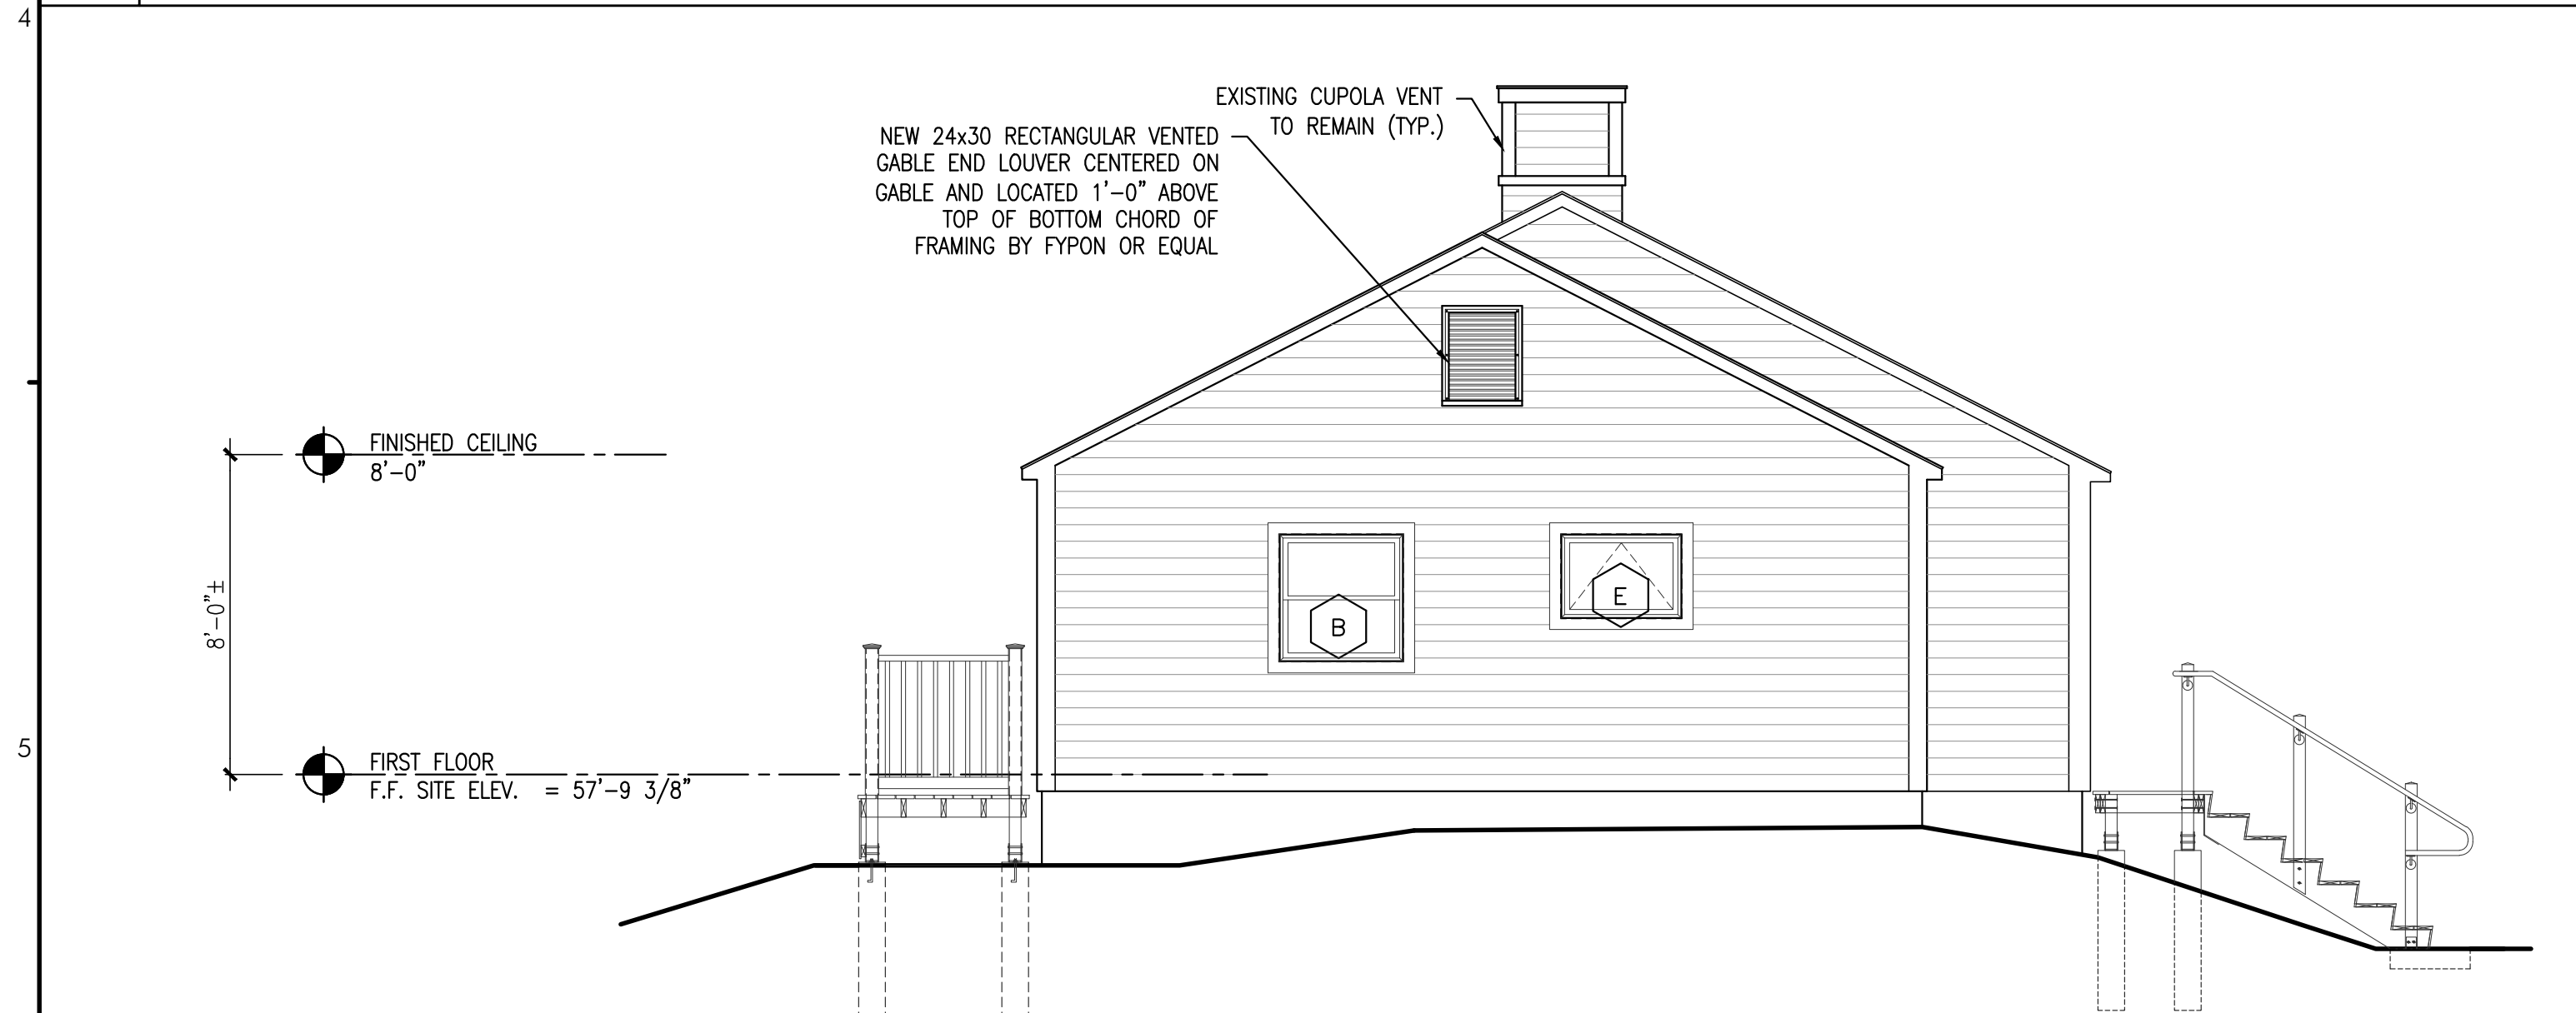 4
EXISTING CUPOLA VENT
TO REMAIN (TYP.)
NEW 24x30 RECTANGULAR VENTED
GABLE END LOUVER CENTERED ON
GABLE AND LOCATED 1'-0" ABOVE
TOP OF BOTTOM CHORD OF
FRAMING BY FYPON OR EQUAL
FINISHED CEILING
8'-0"
8'-0"±
E
B
5
FIRST FLOOR
F.F. SITE ELEV. = 57'-9 3/8"